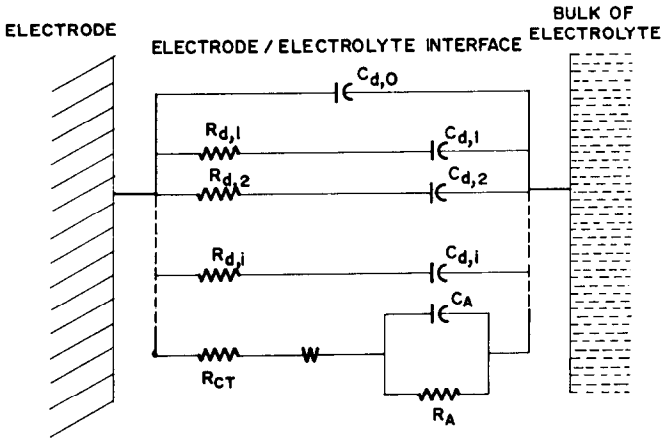 BULK OF
ELECTROLYTE
ELECTRODE
ELECTRODE / ELECTROLYTE INTERFACE
Cd,0
Rd,1
Cd,1
Rd,2
Cd,2
Rd,i
Cd,i
CA
W
RCT
RA